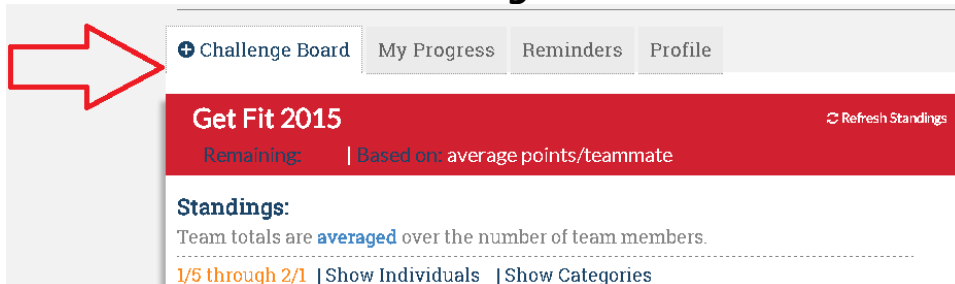 Challenge Board My Progress Reminders Profile
Get Fit 2015
Refresh Standings
Remaining: | Based on: average points/teammate
Standings:
Team totals are averaged over the number of team members.
1/5 through 2/1 | Show Individuals | Show Categories